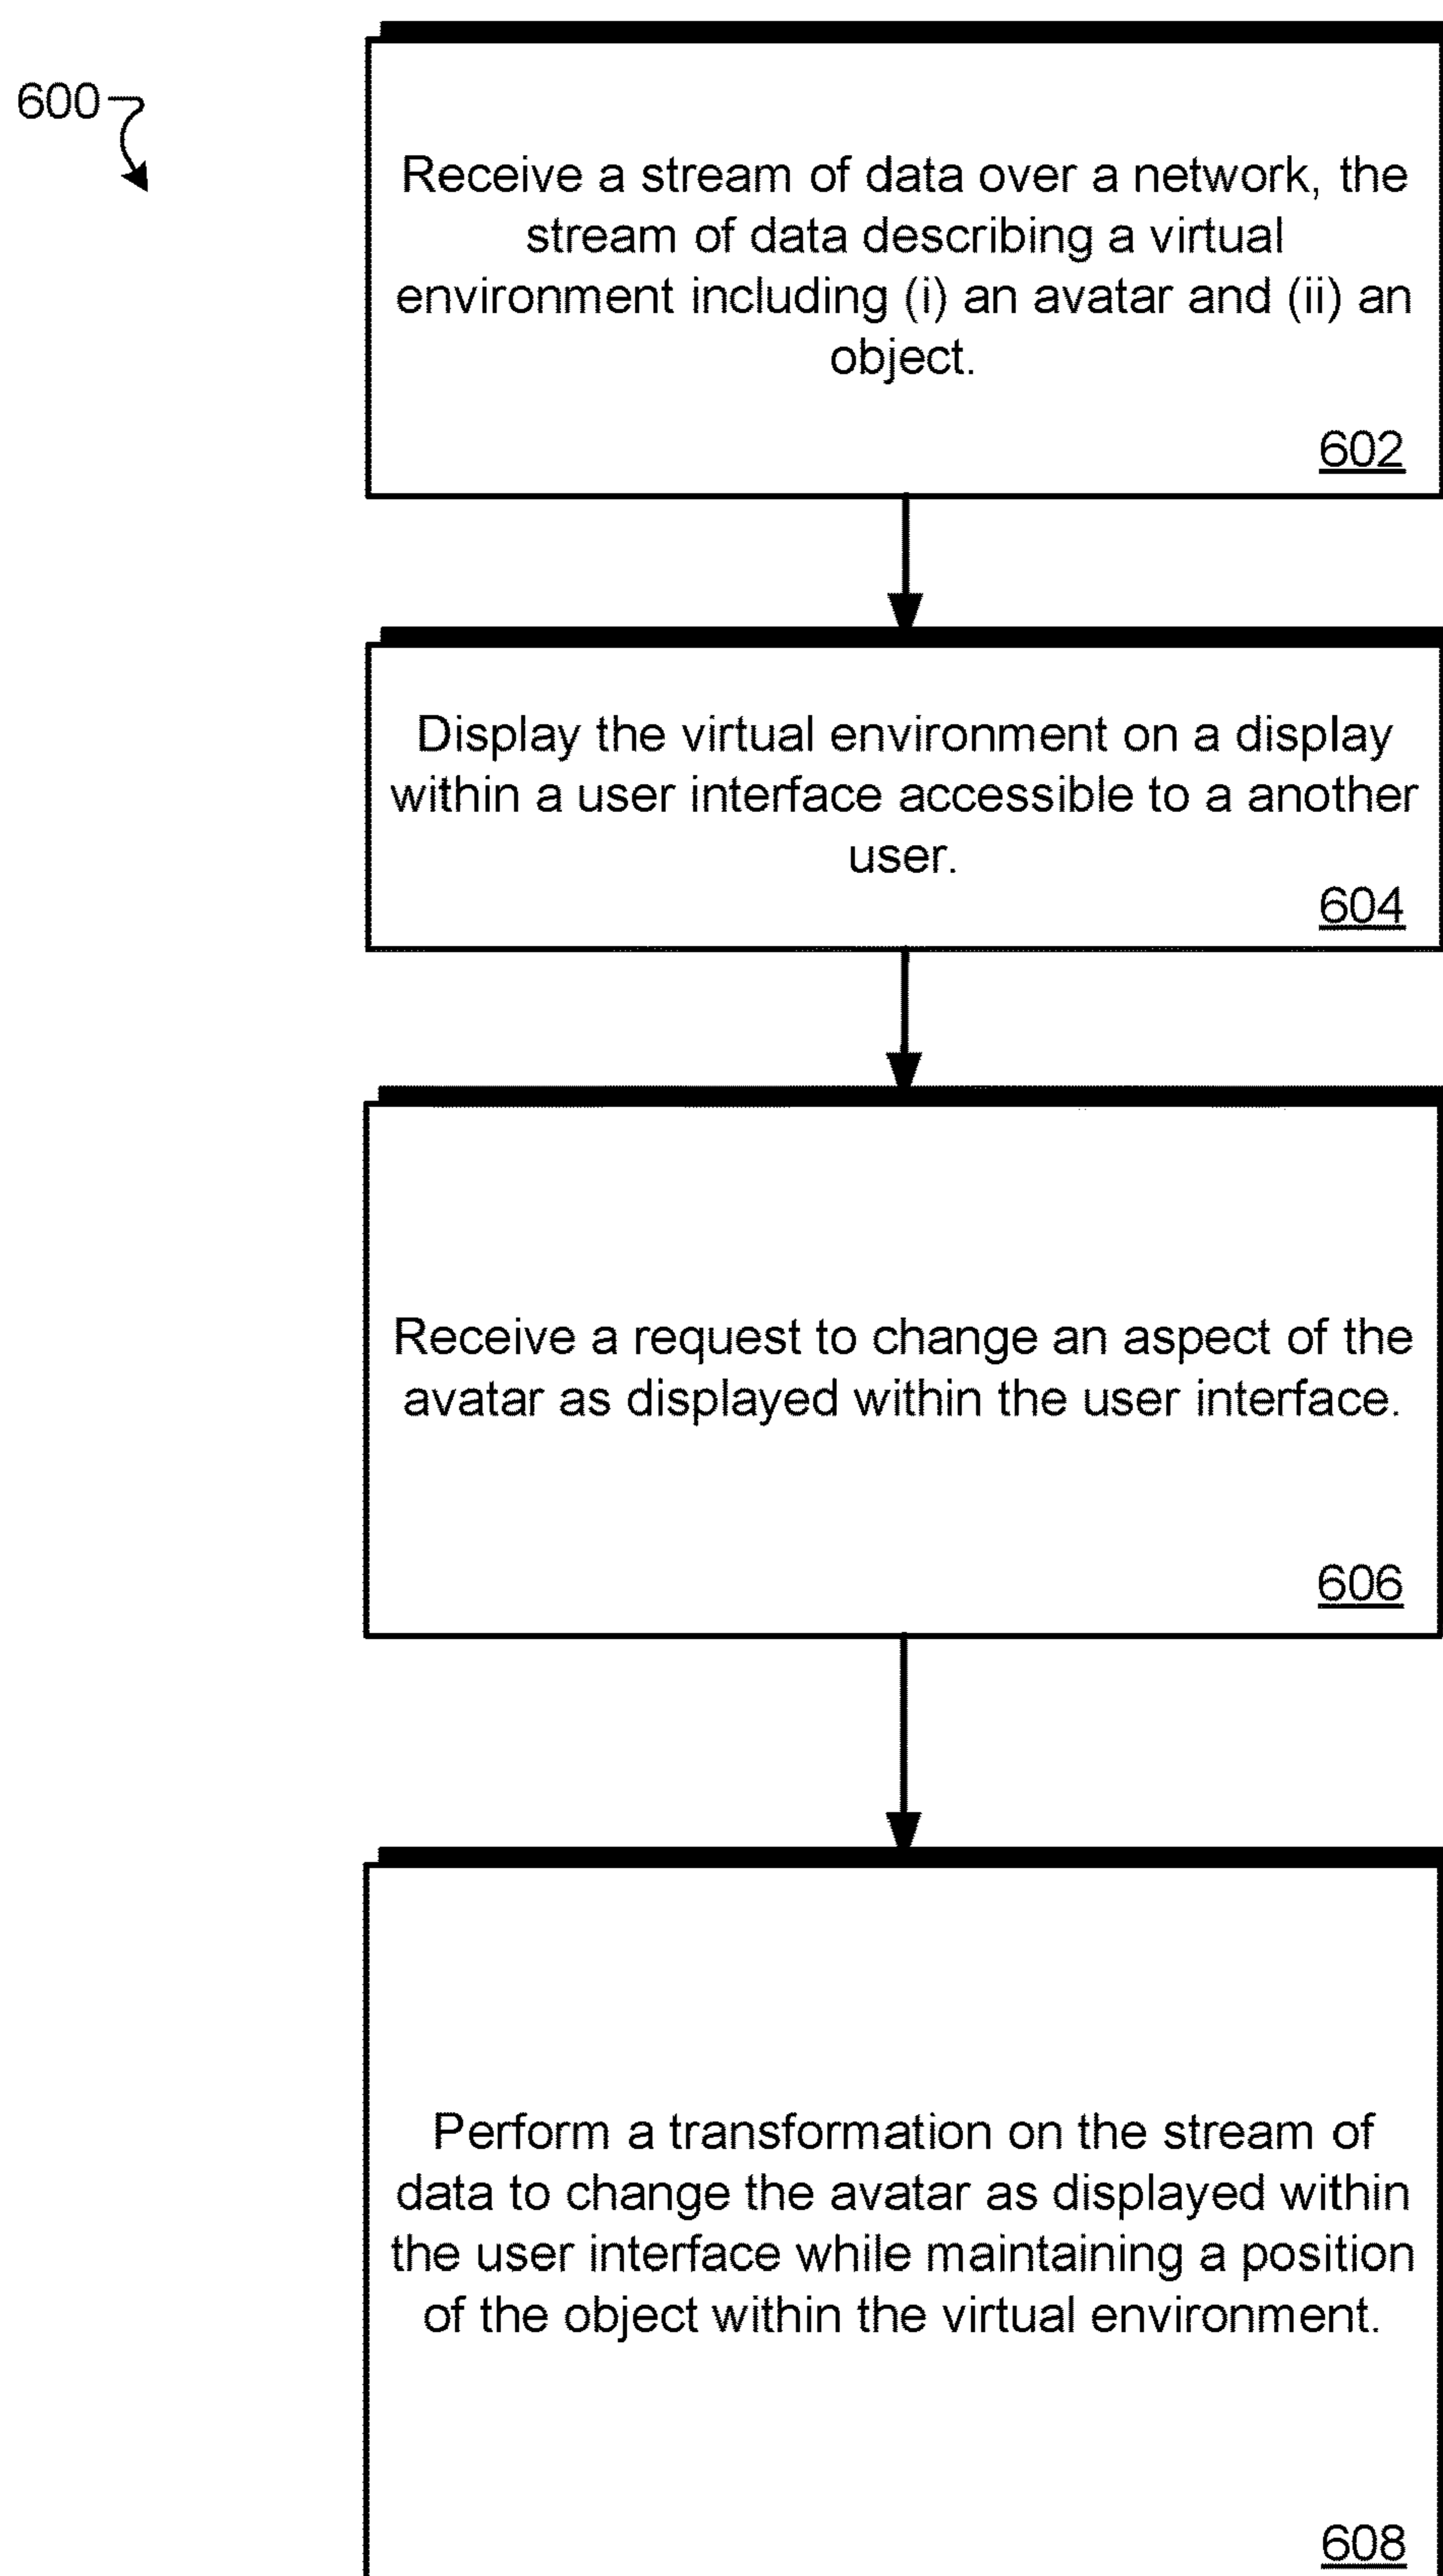 600
Receive a stream of data over a network, the
stream of data describing a virtual
environment including (i) an avatar and (ii) an
object.
602
Display the virtual environment on a display
within a user interface accessible to a another
user.
604
Receive a request to change an aspect of the
avatar as displayed within the user interface.
606
Perform a transformation on the stream of
data to change the avatar as displayed within
the user interface while maintaining a position
of the object within the virtual environment.
608